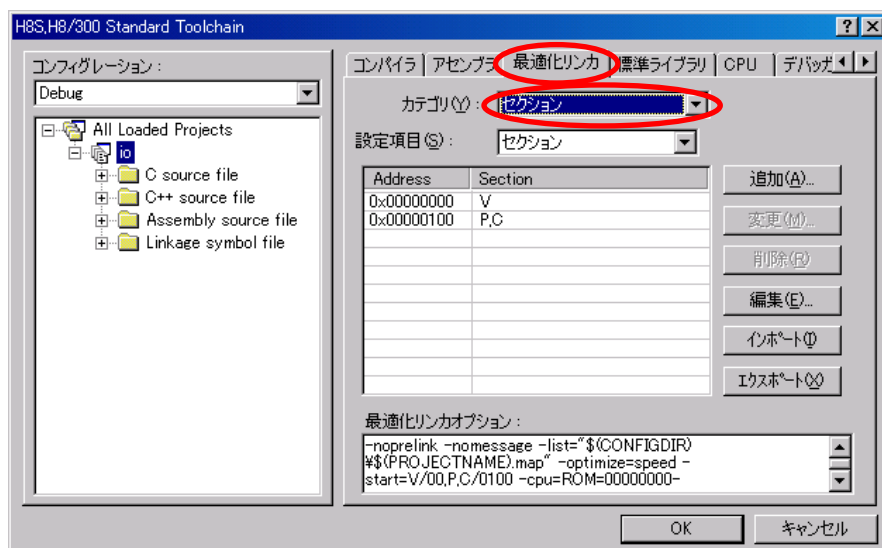 H8S,H8/300 Standard Toolchain
コンフィグレーション :
Debug
All Loaded Projects
io
C source file
C++ source file
Assembly source file
Linkage symbol file
コンパイラ アセンブラ 最適化リンカ 標準ライブラリ CPU デバッガ
カテゴリ(Y) : セクション
設定項目(S) : セクション
Address Section
0x00000000 V
0x00000100 P,C
追加(A)...
変更(M)...
削除(R)
編集(E)...
インポート(I)
エクスポート(X)
最適化リンカオプション :
-noprelink -nomessage -list="$(CONFIGDIR)
¥$(PROJECTNAME).map" -optimize=speed -
start=V/00,P,C/0100 -cpu=ROM=00000000-
OK キャンセル